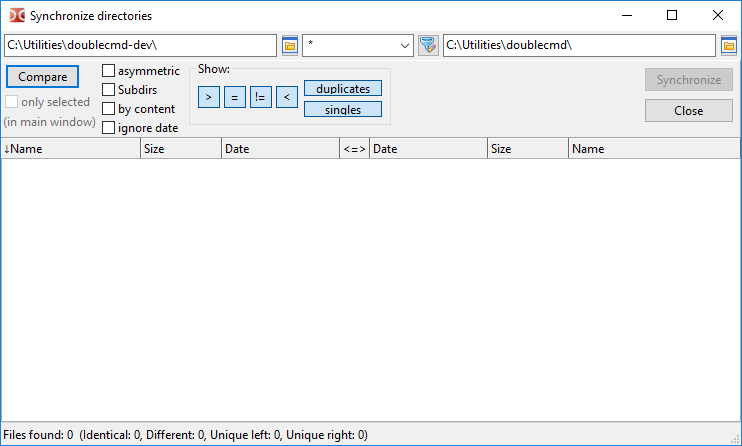 Synchronize directories
C:\Utilities\doublecmd-dev\ * C:\Utilities\doublecmd\
Compare asymmetric Show: Synchronize
only selected Subdirs > = != < duplicates
(in main window) by content singles Close
ignore date
↓Name Size Date <=> Date Size Name
Files found: 0 (Identical: 0, Different: 0, Unique left: 0, Unique right: 0)